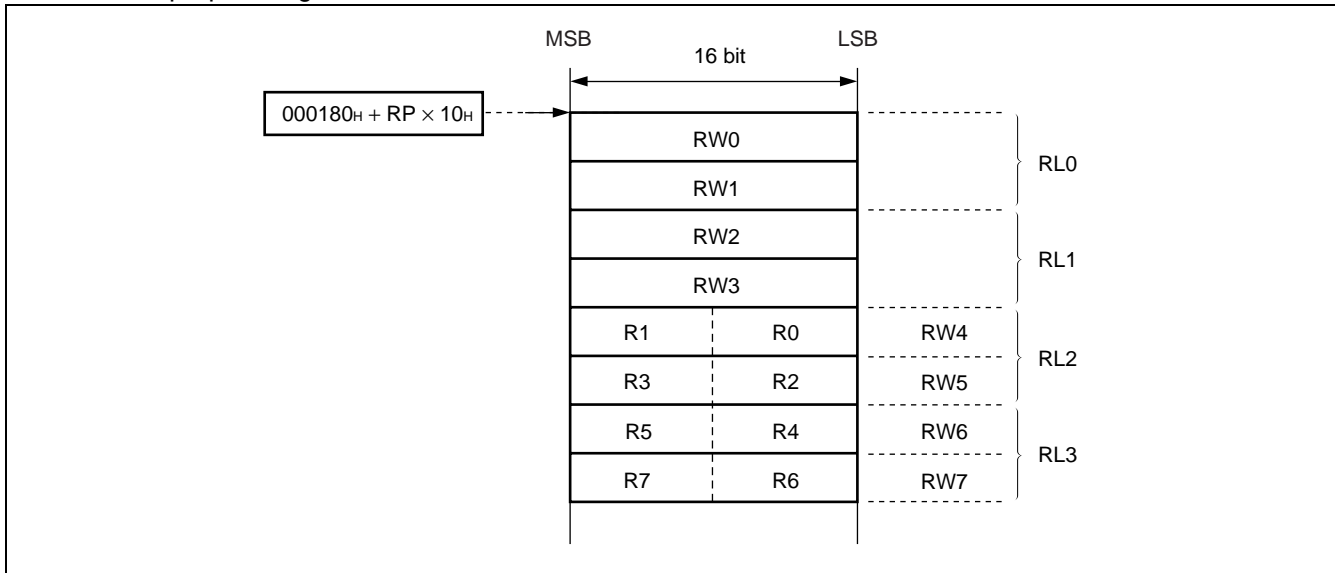 MSB LSB
16 bit
000180H + RP × 10H
RW0
RL0
RW1
RW2
RL1
RW3
R1 R0 RW4
RL2
R3 R2 RW5
R5 R4 RW6
RL3
R7 R6 RW7